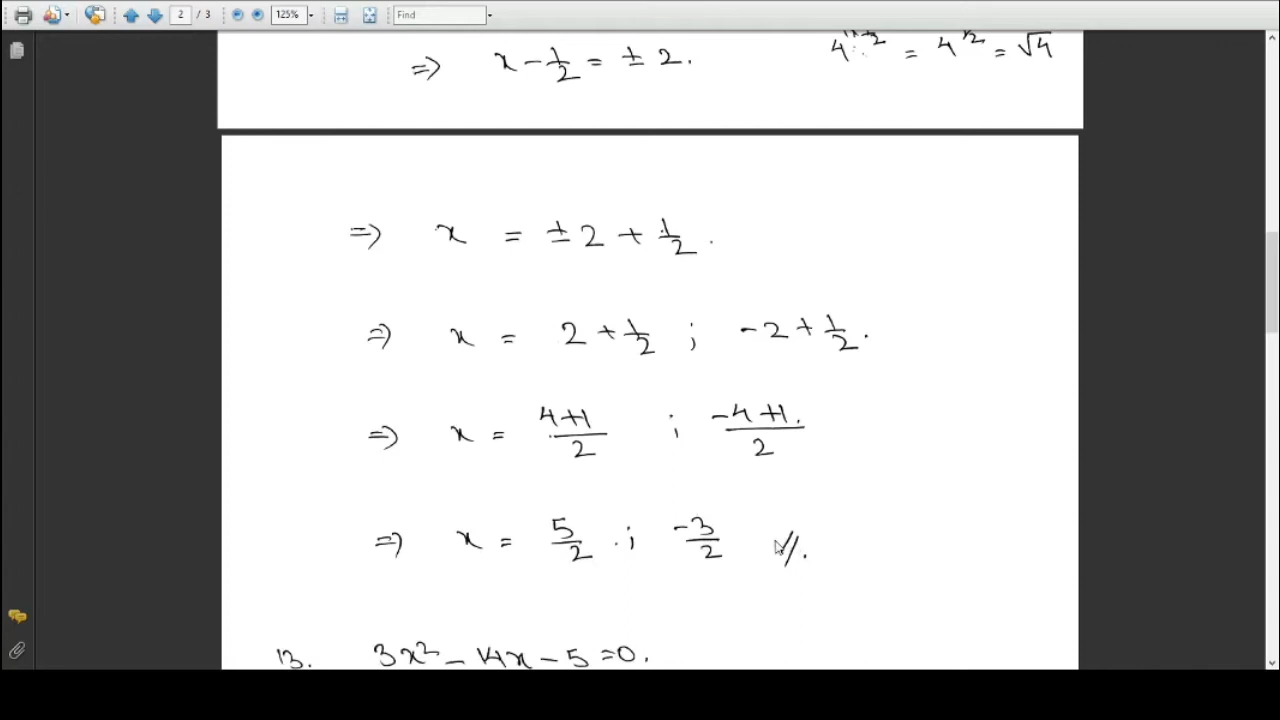 2 / 3 125% Find
=> x - 1/2 = ± 2. = 4^1/2 = √4
=> x = ± 2 + 1/2.
=> x = 2 + 1/2 ; -2 + 1/2.
=> x = 4+1/2 ; -4+1./2
=> x = 5/2 . ; -3/2
13. 3x² - 14x - 5 = 0.